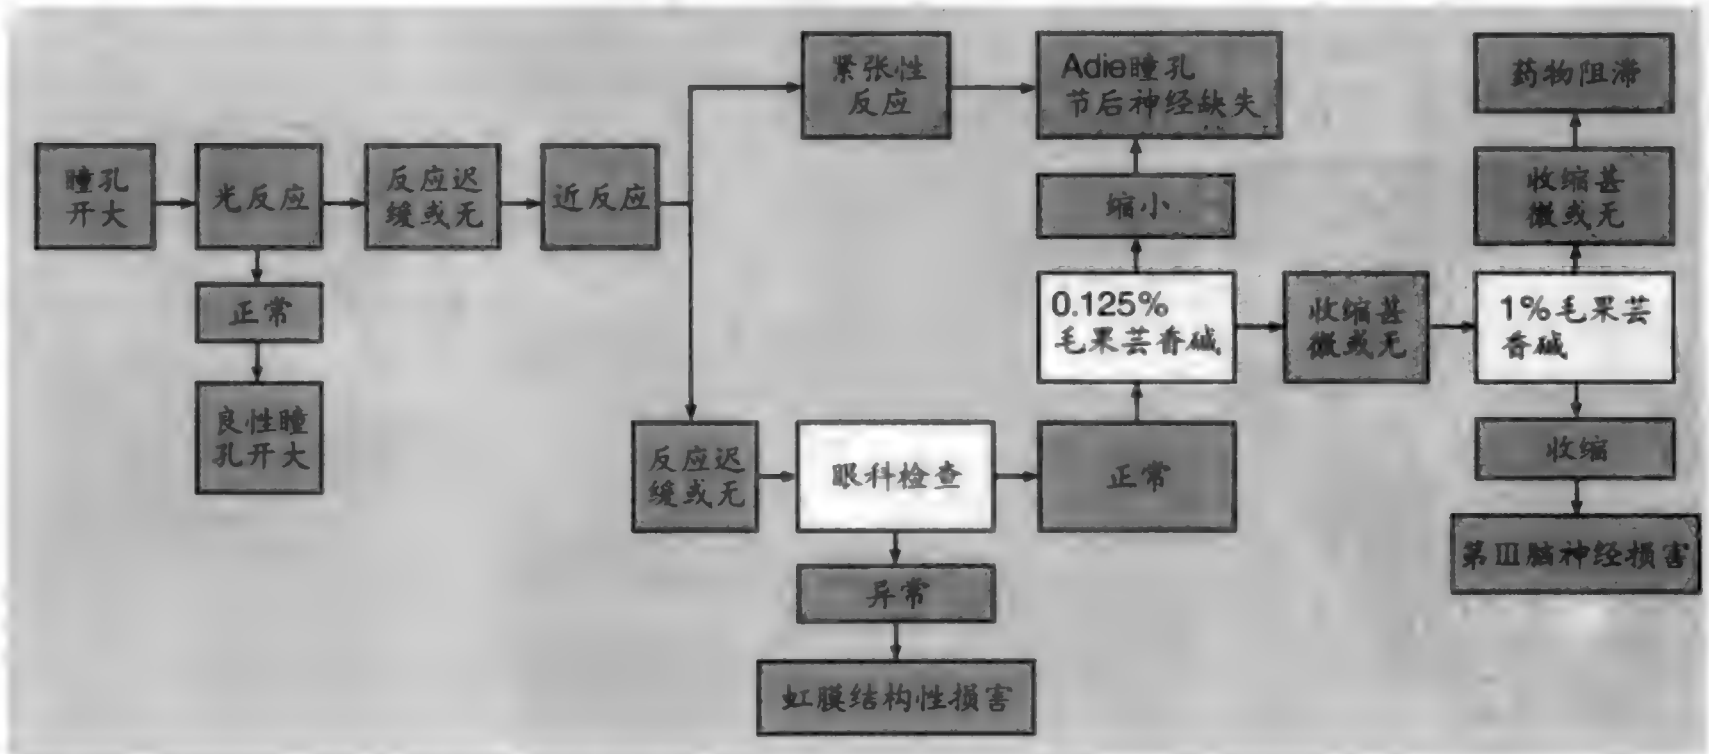 瞳孔
开大
光反应
反应迟
缓或无
近反应
正常
良性瞳
孔开大
紧张性
反应
Adie瞳孔
节后神经缺失
反应迟
缓或无
眼科检查
异常
虹膜结构性损害
正常
0.125%
毛果芸香碱
缩小
收缩甚
微或无
1%毛果芸
香碱
收缩甚
微或无
药物阻滞
收缩
第Ⅲ脑神经损害